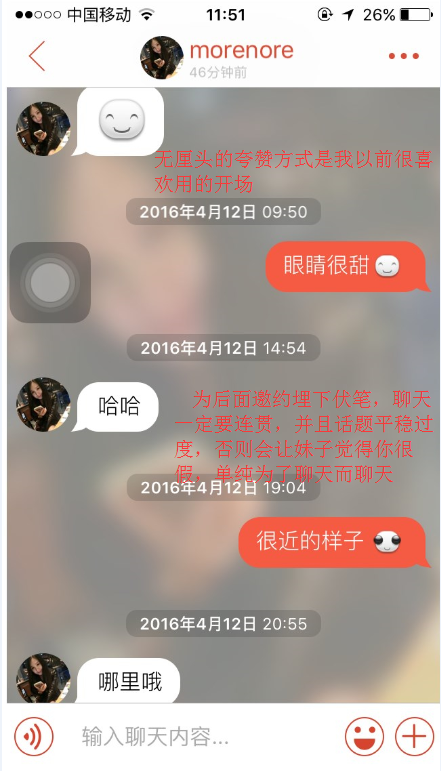 中国移动 11:51 26%
morenore
46分钟前
无厘头的夸赞方式是我以前很喜
欢用的开场
2016年4月12日 09:50
眼睛很甜
2016年4月12日 14:54
哈哈
为后面邀约埋下伏笔，聊天
一定要连贯，并且话题平稳过
度，否则会让妹子觉得你很
假，单纯为了聊天而聊天
2016年4月12日 19:04
很近的样子
2016年4月12日 20:55
哪里哦
输入聊天内容...